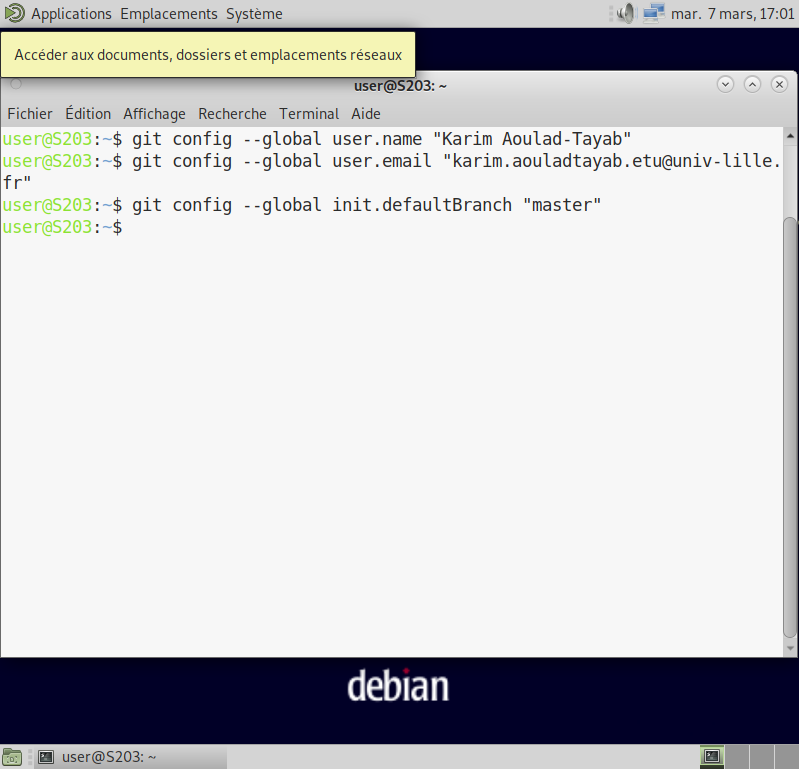 Applications Emplacements Système mar. 7 mars, 17:01
Accéder aux documents, dossiers et emplacements réseaux
user@S203: ~
Fichier Édition Affichage Recherche Terminal Aide
user@S203:~$ git config --global user.name "Karim Aoulad-Tayab"
user@S203:~$ git config --global user.email "karim.aouladtayab.etu@univ-lille.
fr"
user@S203:~$ git config --global init.defaultBranch "master"
user@S203:~$
debian
user@S203: ~